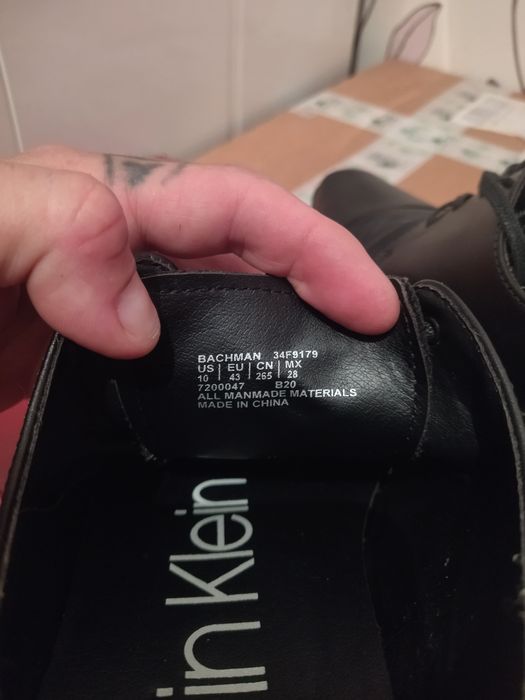 BACHMAN 34F9179
US | EU | CN | MX
10 | 43 | 265 | 28
7200047 B20
ALL MANMADE MATERIALS
MADE IN CHINA
in Klein